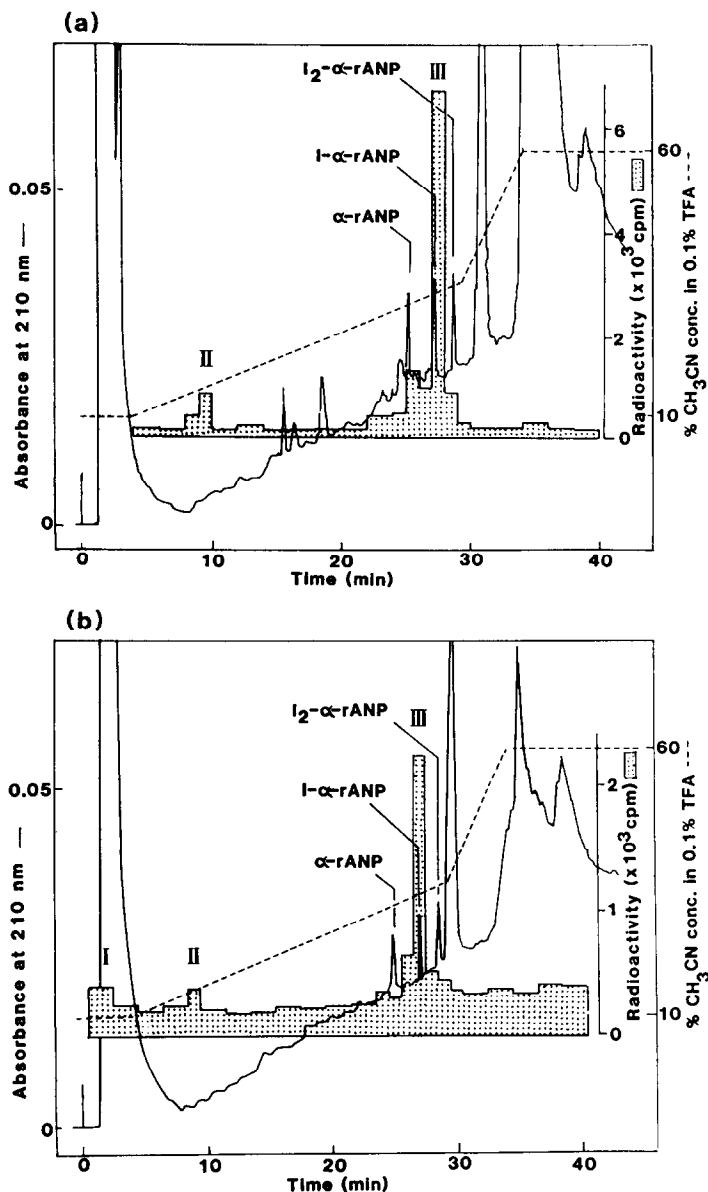 (a)
I₂-α-rANP
III
I-α-rANP
α-rANP
II
0.05
0
Absorbance at 210 nm —
6
4
2
0
Radioactivity (x10³ cpm)
60
10
% CH₃CN conc. in 0.1% TFA ----
0 10 20 30 40
Time (min)
(b)
I₂-α-rANP
III
I-α-rANP
α-rANP
I
II
0.05
0
Absorbance at 210 nm —
2
1
0
Radioactivity (x10³cpm)
60
10
% CH₃CN conc. in 0.1% TFA ---
0 10 20 30 40
Time (min)